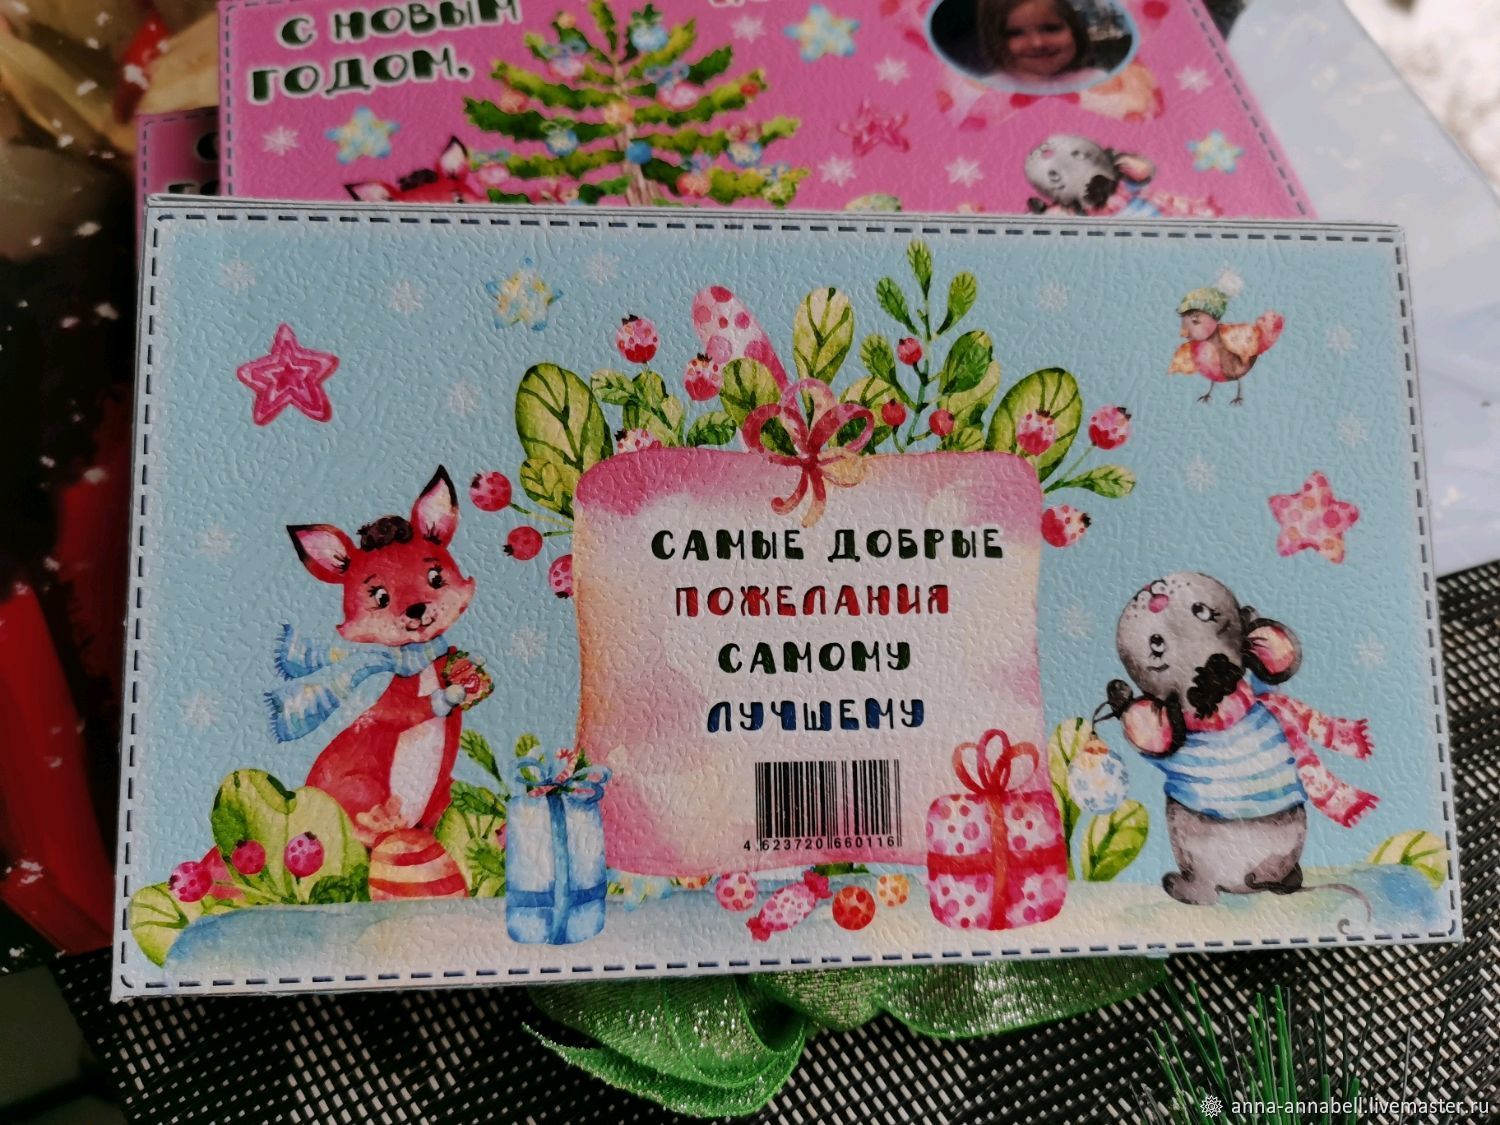 С НОВЫМ
ГОДОМ,
САМЫЕ ДОБРЫЕ
ПОЖЕЛАНИЯ
САМОМУ
ЛУЧШЕМУ
4 623720 660116
anna-annabell.livemaster.ru